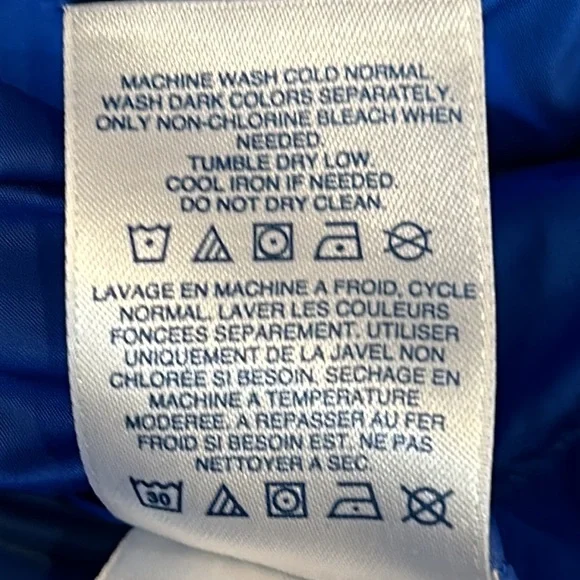 MACHINE WASH COLD NORMAL.
WASH DARK COLORS SEPARATELY.
ONLY NON-CHLORINE BLEACH WHEN
NEEDED.
TUMBLE DRY LOW.
COOL IRON IF NEEDED.
DO NOT DRY CLEAN.
LAVAGE EN MACHINE A FROID, CYCLE
NORMAL. LAVER LES COULEURS
FONCEES SEPAREMENT. UTILISER
UNIQUEMENT DE LA JAVEL NON
CHLORÉE SI BESOIN. SECHAGE EN
MACHINE A TEMPERATURE
MODEREE. A REPASSER AU FER
FROID SI BESOIN EST. NE PAS
NETTOYER A SEC.
30